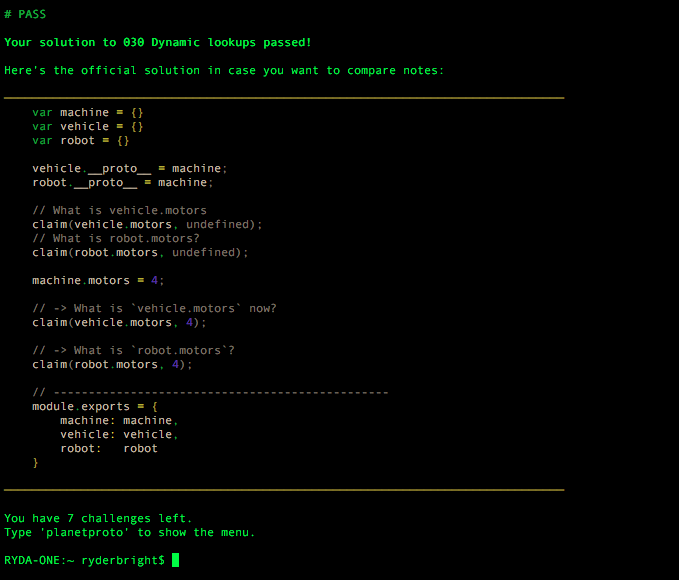 # PASS
Your solution to 030 Dynamic lookups passed!
Here's the official solution in case you want to compare notes:
var machine = {}
var vehicle = {}
var robot = {}
vehicle.__proto__ = machine;
robot.__proto__ = machine;
// What is vehicle.motors
claim(vehicle.motors, undefined);
// What is robot.motors?
claim(robot.motors, undefined);
machine.motors = 4;
// -> What is `vehicle.motors` now?
claim(vehicle.motors, 4);
// -> What is `robot.motors`?
claim(robot.motors, 4);
// ------------------------------------------------
module.exports = {
machine: machine,
vehicle: vehicle,
robot:   robot
}
You have 7 challenges left.
Type 'planetproto' to show the menu.
RYDA-ONE:~ ryderbright$